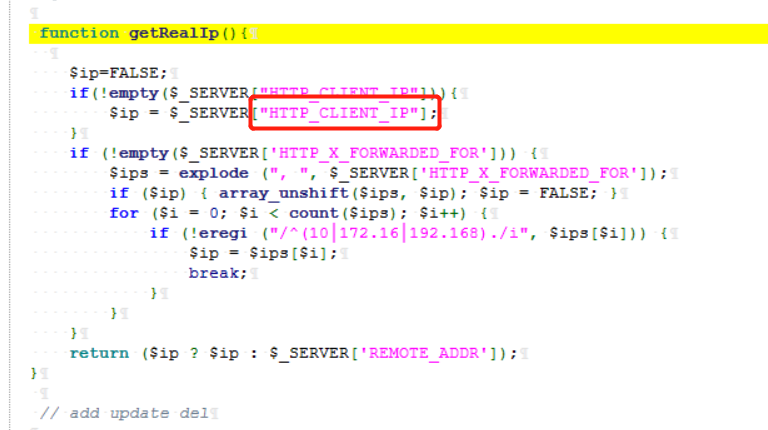 function getRealIp(){
$ip=FALSE;
if(!empty($_SERVER["HTTP_CLIENT_IP"])){
$ip = $_SERVER["HTTP_CLIENT_IP"];
}
if (!empty($_SERVER['HTTP_X_FORWARDED_FOR'])) {
$ips = explode (", ", $_SERVER['HTTP_X_FORWARDED_FOR']);
if ($ip) { array_unshift($ips, $ip); $ip = FALSE; }
for ($i = 0; $i < count($ips); $i++) {
if (!eregi ("/^(10|172.16|192.168)./i", $ips[$i])) {
$ip = $ips[$i];
break;
}
}
}
return ($ip ? $ip : $_SERVER['REMOTE_ADDR']);
}
// add update del